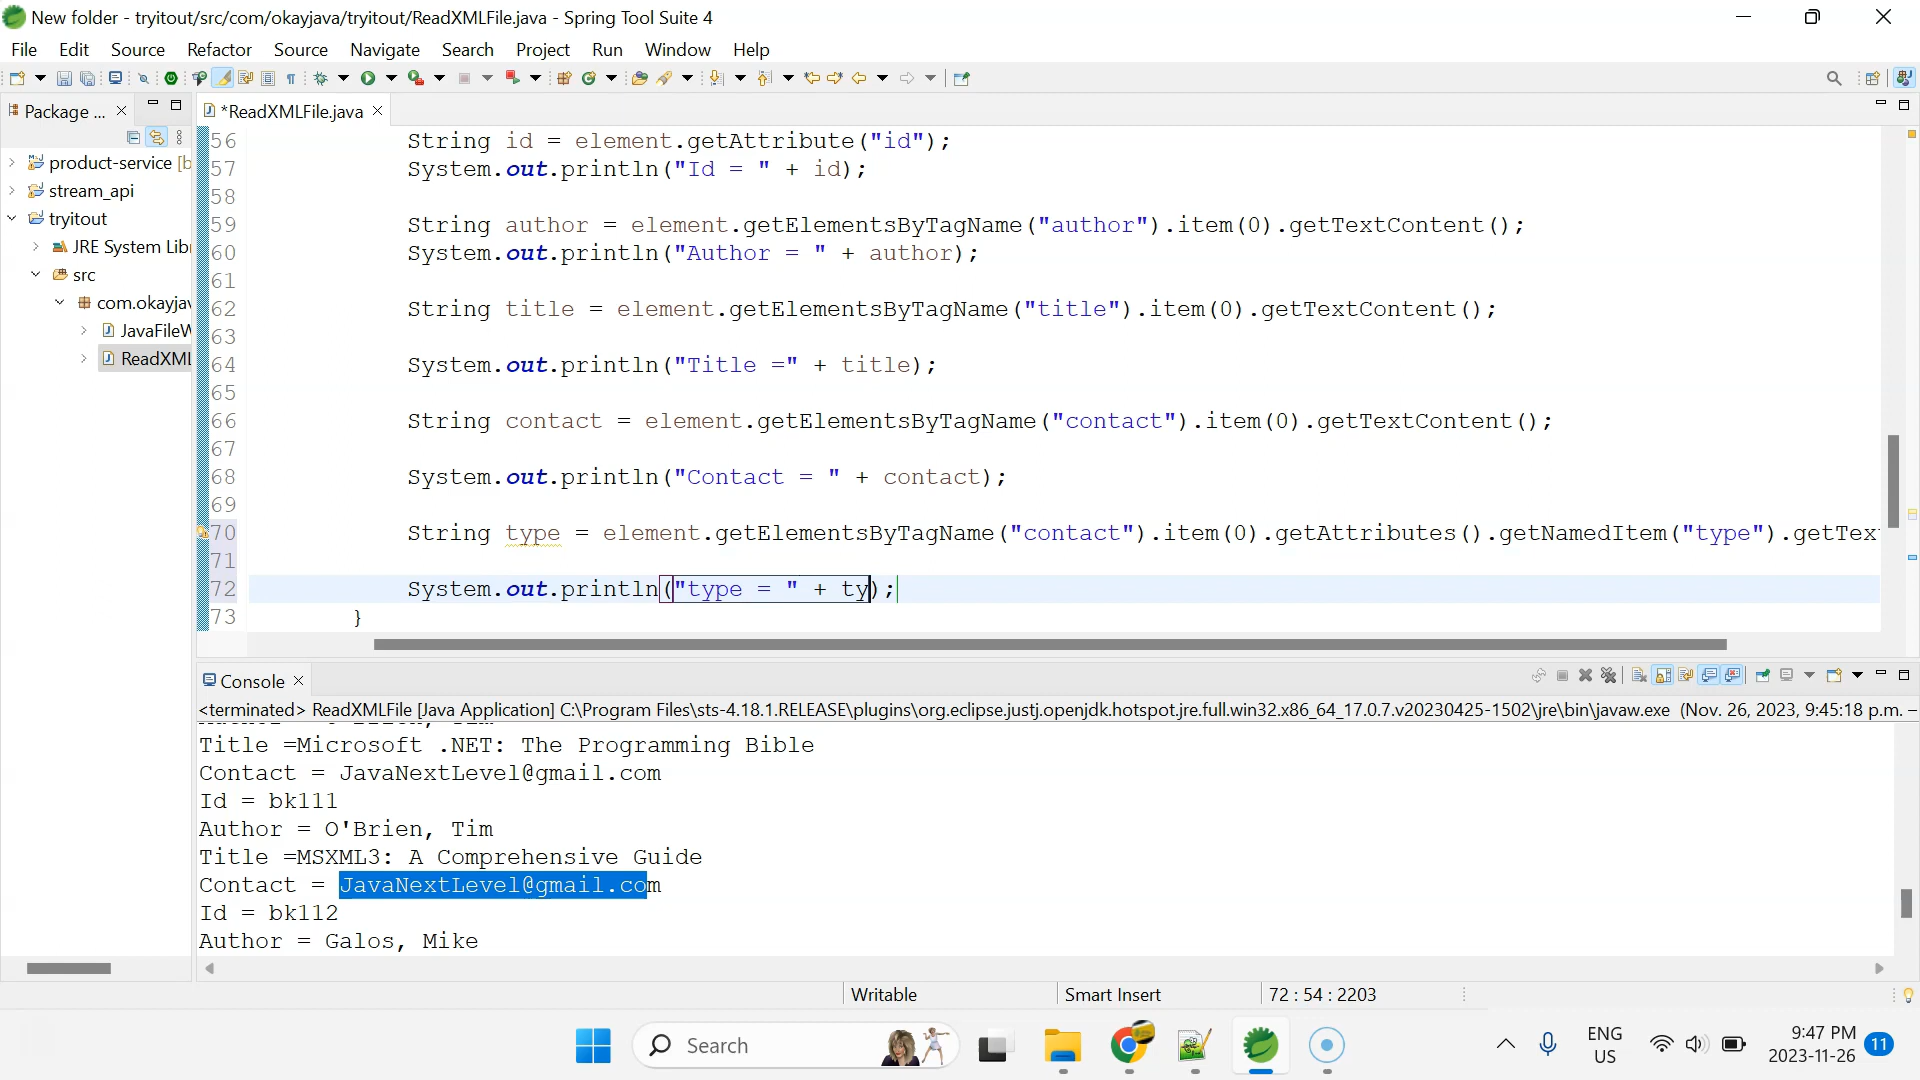 New folder - tryitout/src/com/okayjava/tryitout/ReadXMLFile.java - Spring Tool Suite 4
File Edit Source Refactor Source Navigate Search Project Run Window Help
Package ...
*ReadXMLFile.java
product-service [b
stream_api
tryitout
JRE System Lib
src
com.okayjav
JavaFileW
ReadXML
56 String id = element.getAttribute("id");
57 System.out.println("Id = " + id);
58
59 String author = element.getElementsByTagName("author").item(0).getTextContent();
60 System.out.println("Author = " + author);
61
62 String title = element.getElementsByTagName("title").item(0).getTextContent();
63
64 System.out.println("Title =" + title);
65
66 String contact = element.getElementsByTagName("contact").item(0).getTextContent();
67
68 System.out.println("Contact = " + contact);
69
70 String type = element.getElementsByTagName("contact").item(0).getAttributes().getNamedItem("type").getTex
71
72 System.out.println("type = " + ty);
73 }
Console
<terminated> ReadXMLFile [Java Application] C:\Program Files\sts-4.18.1.RELEASE\plugins\org.eclipse.justj.openjdk.hotspot.jre.full.win32.x86_64_17.0.7.v20230425-1502\jre\bin\javaw.exe (Nov. 26, 2023, 9:45:18 p.m. –
Title =Microsoft .NET: The Programming Bible
Contact = JavaNextLevel@gmail.com
Id = bk111
Author = O'Brien, Tim
Title =MSXML3: A Comprehensive Guide
Contact = JavaNextLevel@gmail.com
Id = bk112
Author = Galos, Mike
Writable Smart Insert 72 : 54 : 2203
Search
ENG
US
9:47 PM
2023-11-26
11